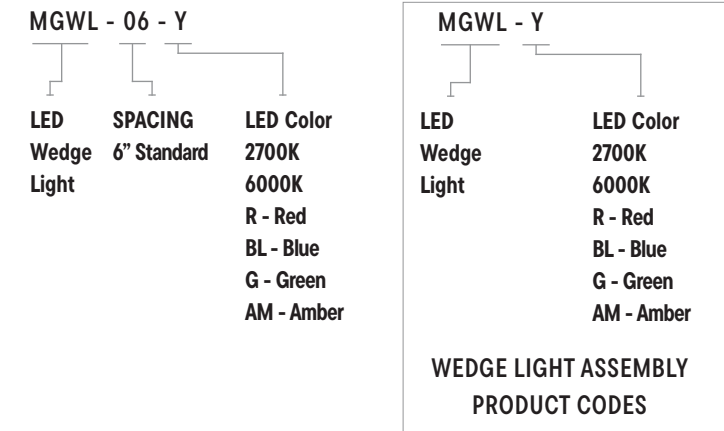 MGWL - 06 - Y
LED
Wedge
Light
SPACING
6” Standard
LED Color
2700K
6000K
R - Red
BL - Blue
G - Green
AM - Amber
MGWL - Y
LED
Wedge
Light
LED Color
2700K
6000K
R - Red
BL - Blue
G - Green
AM - Amber
WEDGE LIGHT ASSEMBLY
PRODUCT CODES